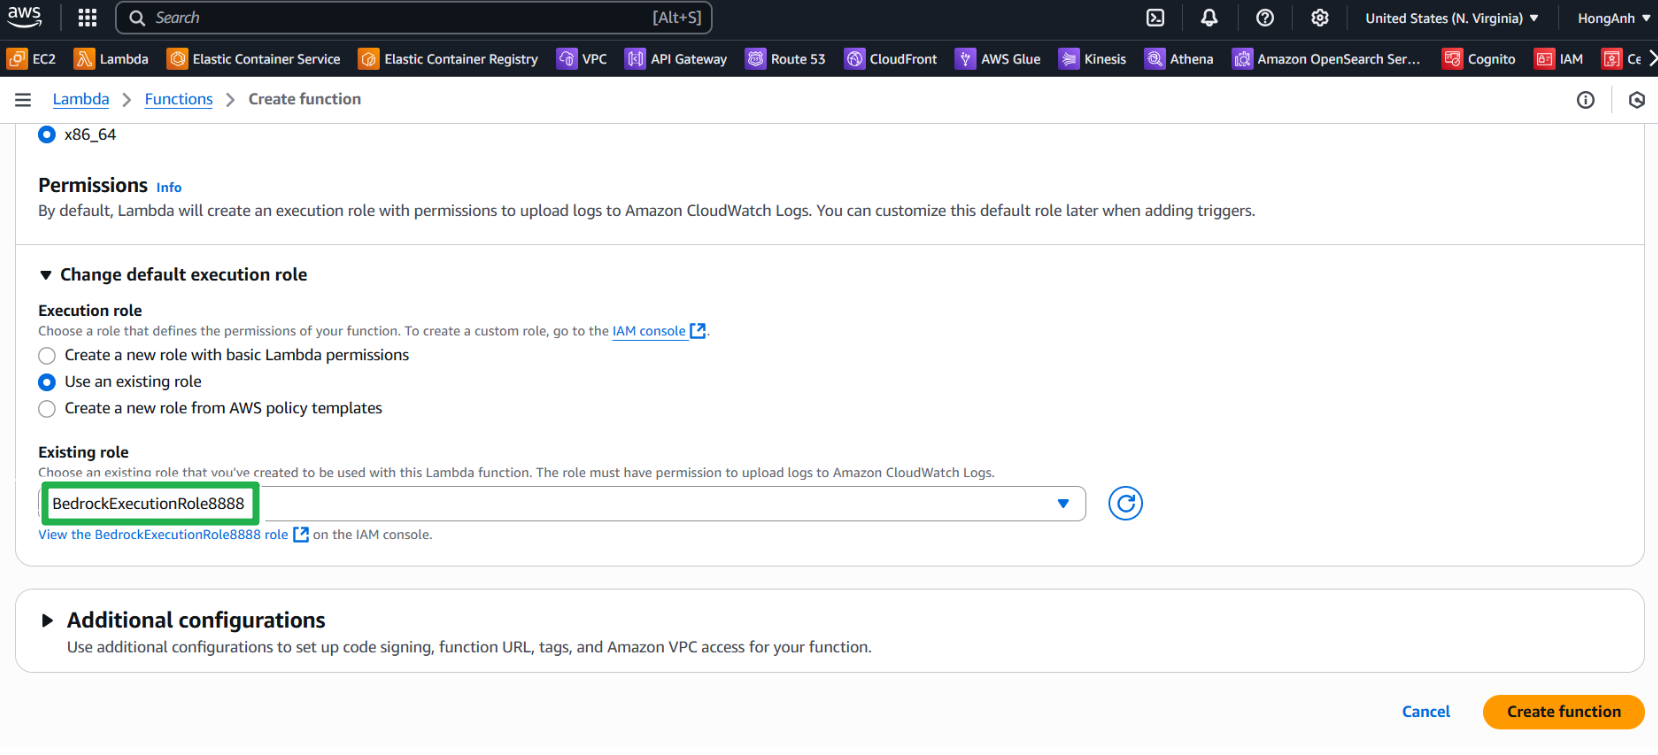 aws
Search
[Alt+S]
United States (N. Virginia)
HongAnh
EC2
Lambda
Elastic Container Service
Elastic Container Registry
VPC
API Gateway
Route 53
CloudFront
AWS Glue
Kinesis
Athena
Amazon OpenSearch Ser...
Cognito
IAM
Ce
Lambda > Functions > Create function
x86_64
Permissions Info
By default, Lambda will create an execution role with permissions to upload logs to Amazon CloudWatch Logs. You can customize this default role later when adding triggers.
Change default execution role
Execution role
Choose a role that defines the permissions of your function. To create a custom role, go to the IAM console.
Create a new role with basic Lambda permissions
Use an existing role
Create a new role from AWS policy templates
Existing role
Choose an existing role that you've created to be used with this Lambda function. The role must have permission to upload logs to Amazon CloudWatch Logs.
BedrockExecutionRole8888
View the BedrockExecutionRole8888 role on the IAM console.
Additional configurations
Use additional configurations to set up code signing, function URL, tags, and Amazon VPC access for your function.
Cancel
Create function